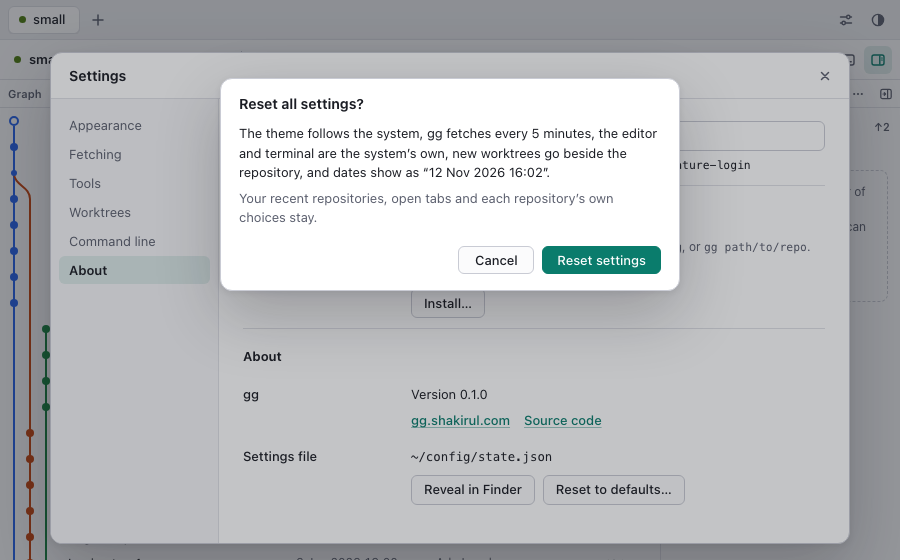 small
Graph
↑2
Settings
Appearance
Fetching
Tools
Worktrees
Command line
About
Reset all settings?
The theme follows the system, gg fetches every 5 minutes, the editor
and terminal are the system's own, new worktrees go beside the
repository, and dates show as “12 Nov 2026 16:02”.
Your recent repositories, open tabs and each repository's own
choices stay.
Cancel
Reset settings
ature-login
of
can
, or gg path/to/repo.
Install...
About
gg
Version 0.1.0
gg.shakirul.com
Source code
Settings file
~/config/state.json
Reveal in Finder
Reset to defaults...